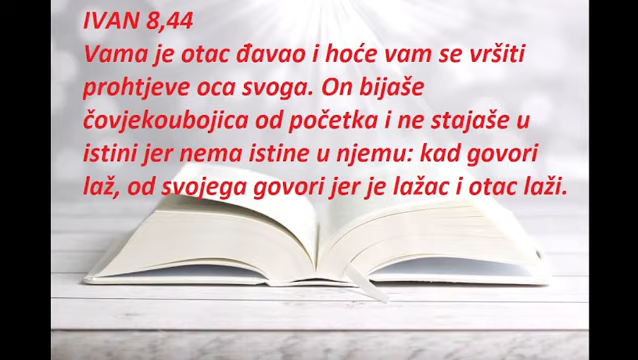 IVAN 8,44
Vama je otac đavao i hoće vam se vršiti
prohtjeve oca svoga. On bijaše
čovjekoubojica od početka i ne stajaše u
istini jer nema istine u njemu: kad govori
laž, od svojega govori jer je lažac i otac laži.